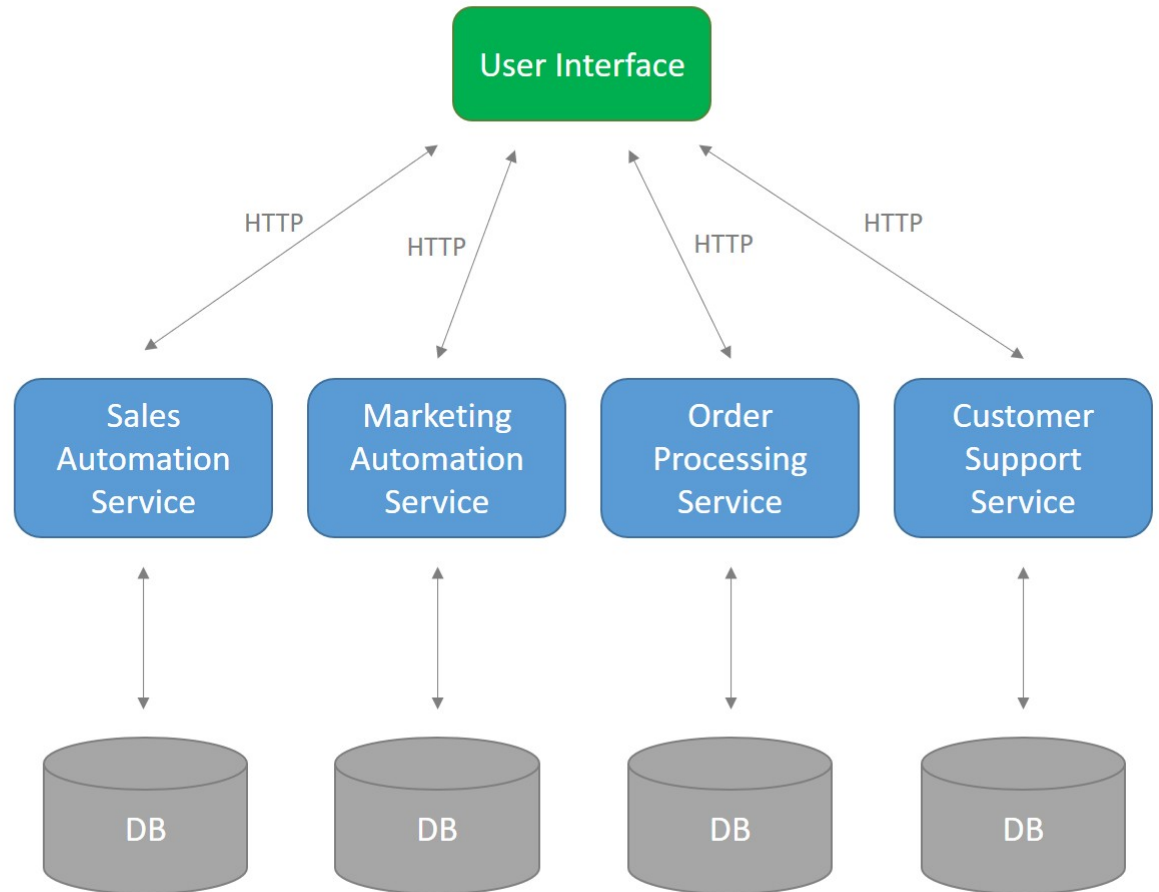 User Interface
HTTP
HTTP
HTTP
HTTP
Sales
Automation
Service
Marketing
Automation
Service
Order
Processing
Service
Customer
Support
Service
DB
DB
DB
DB